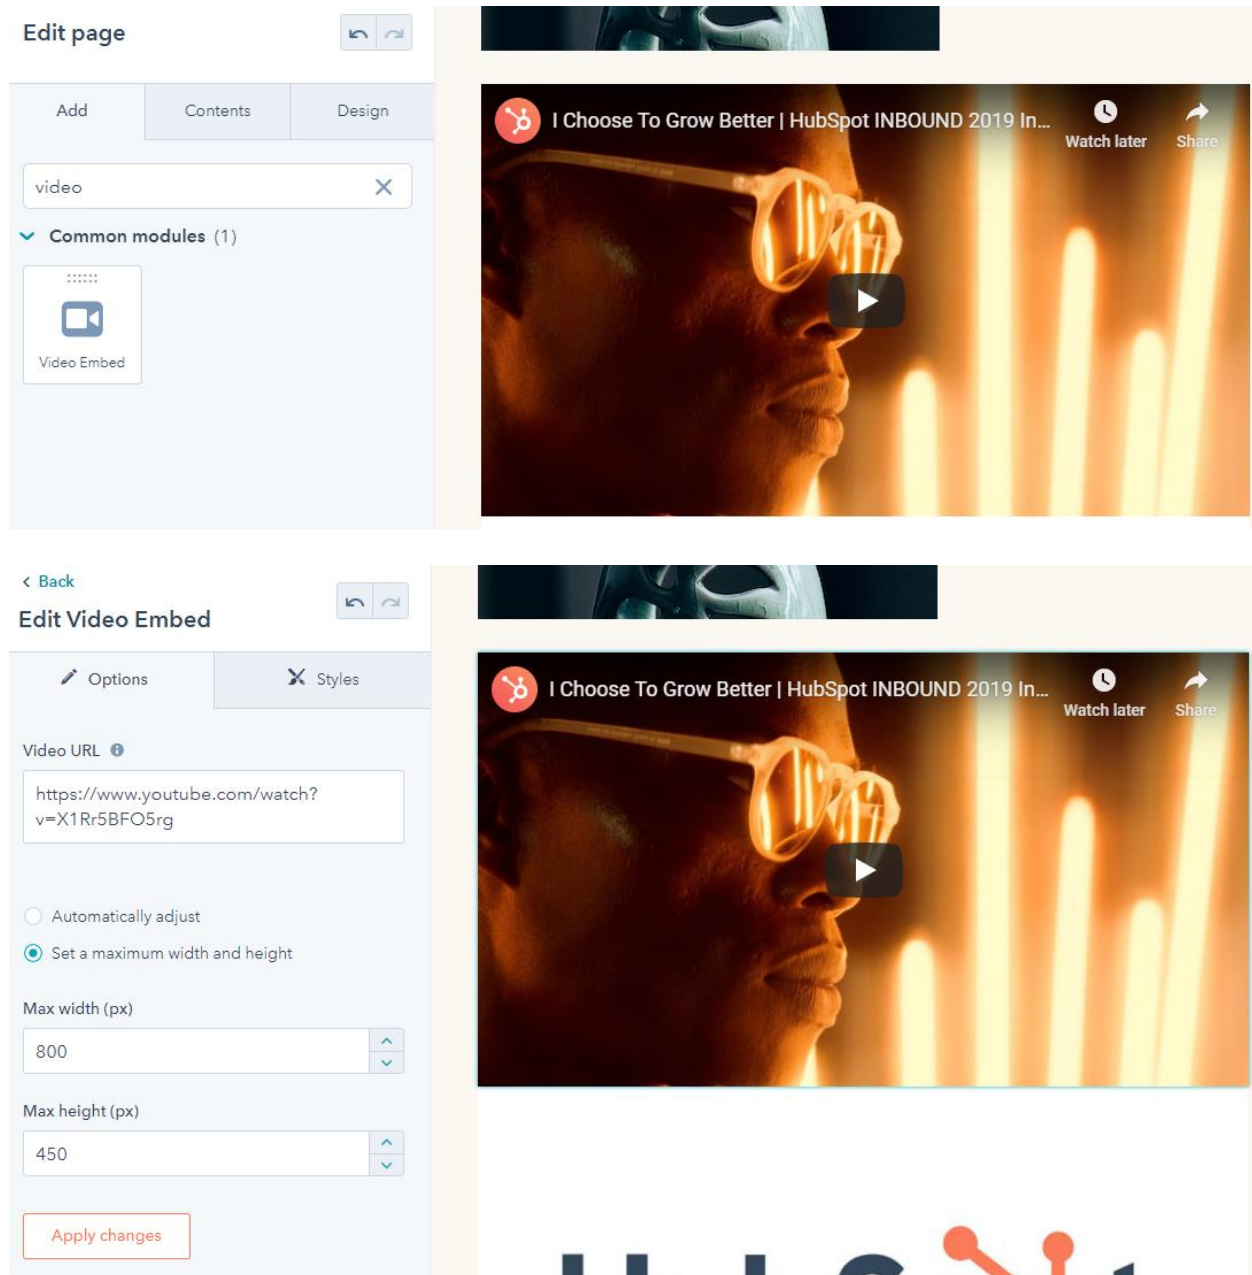 Edit page
Add
Contents
Design
video
Common modules (1)
Video Embed
I Choose To Grow Better | HubSpot INBOUND 2019 In...
Watch later
Share
Back
Edit Video Embed
Options
Styles
Video URL
https://www.youtube.com/watch?
v=X1Rr5BFO5rg
Automatically adjust
Set a maximum width and height
Max width (px)
800
Max height (px)
450
Apply changes
I Choose To Grow Better | HubSpot INBOUND 2019 In...
Watch later
Share